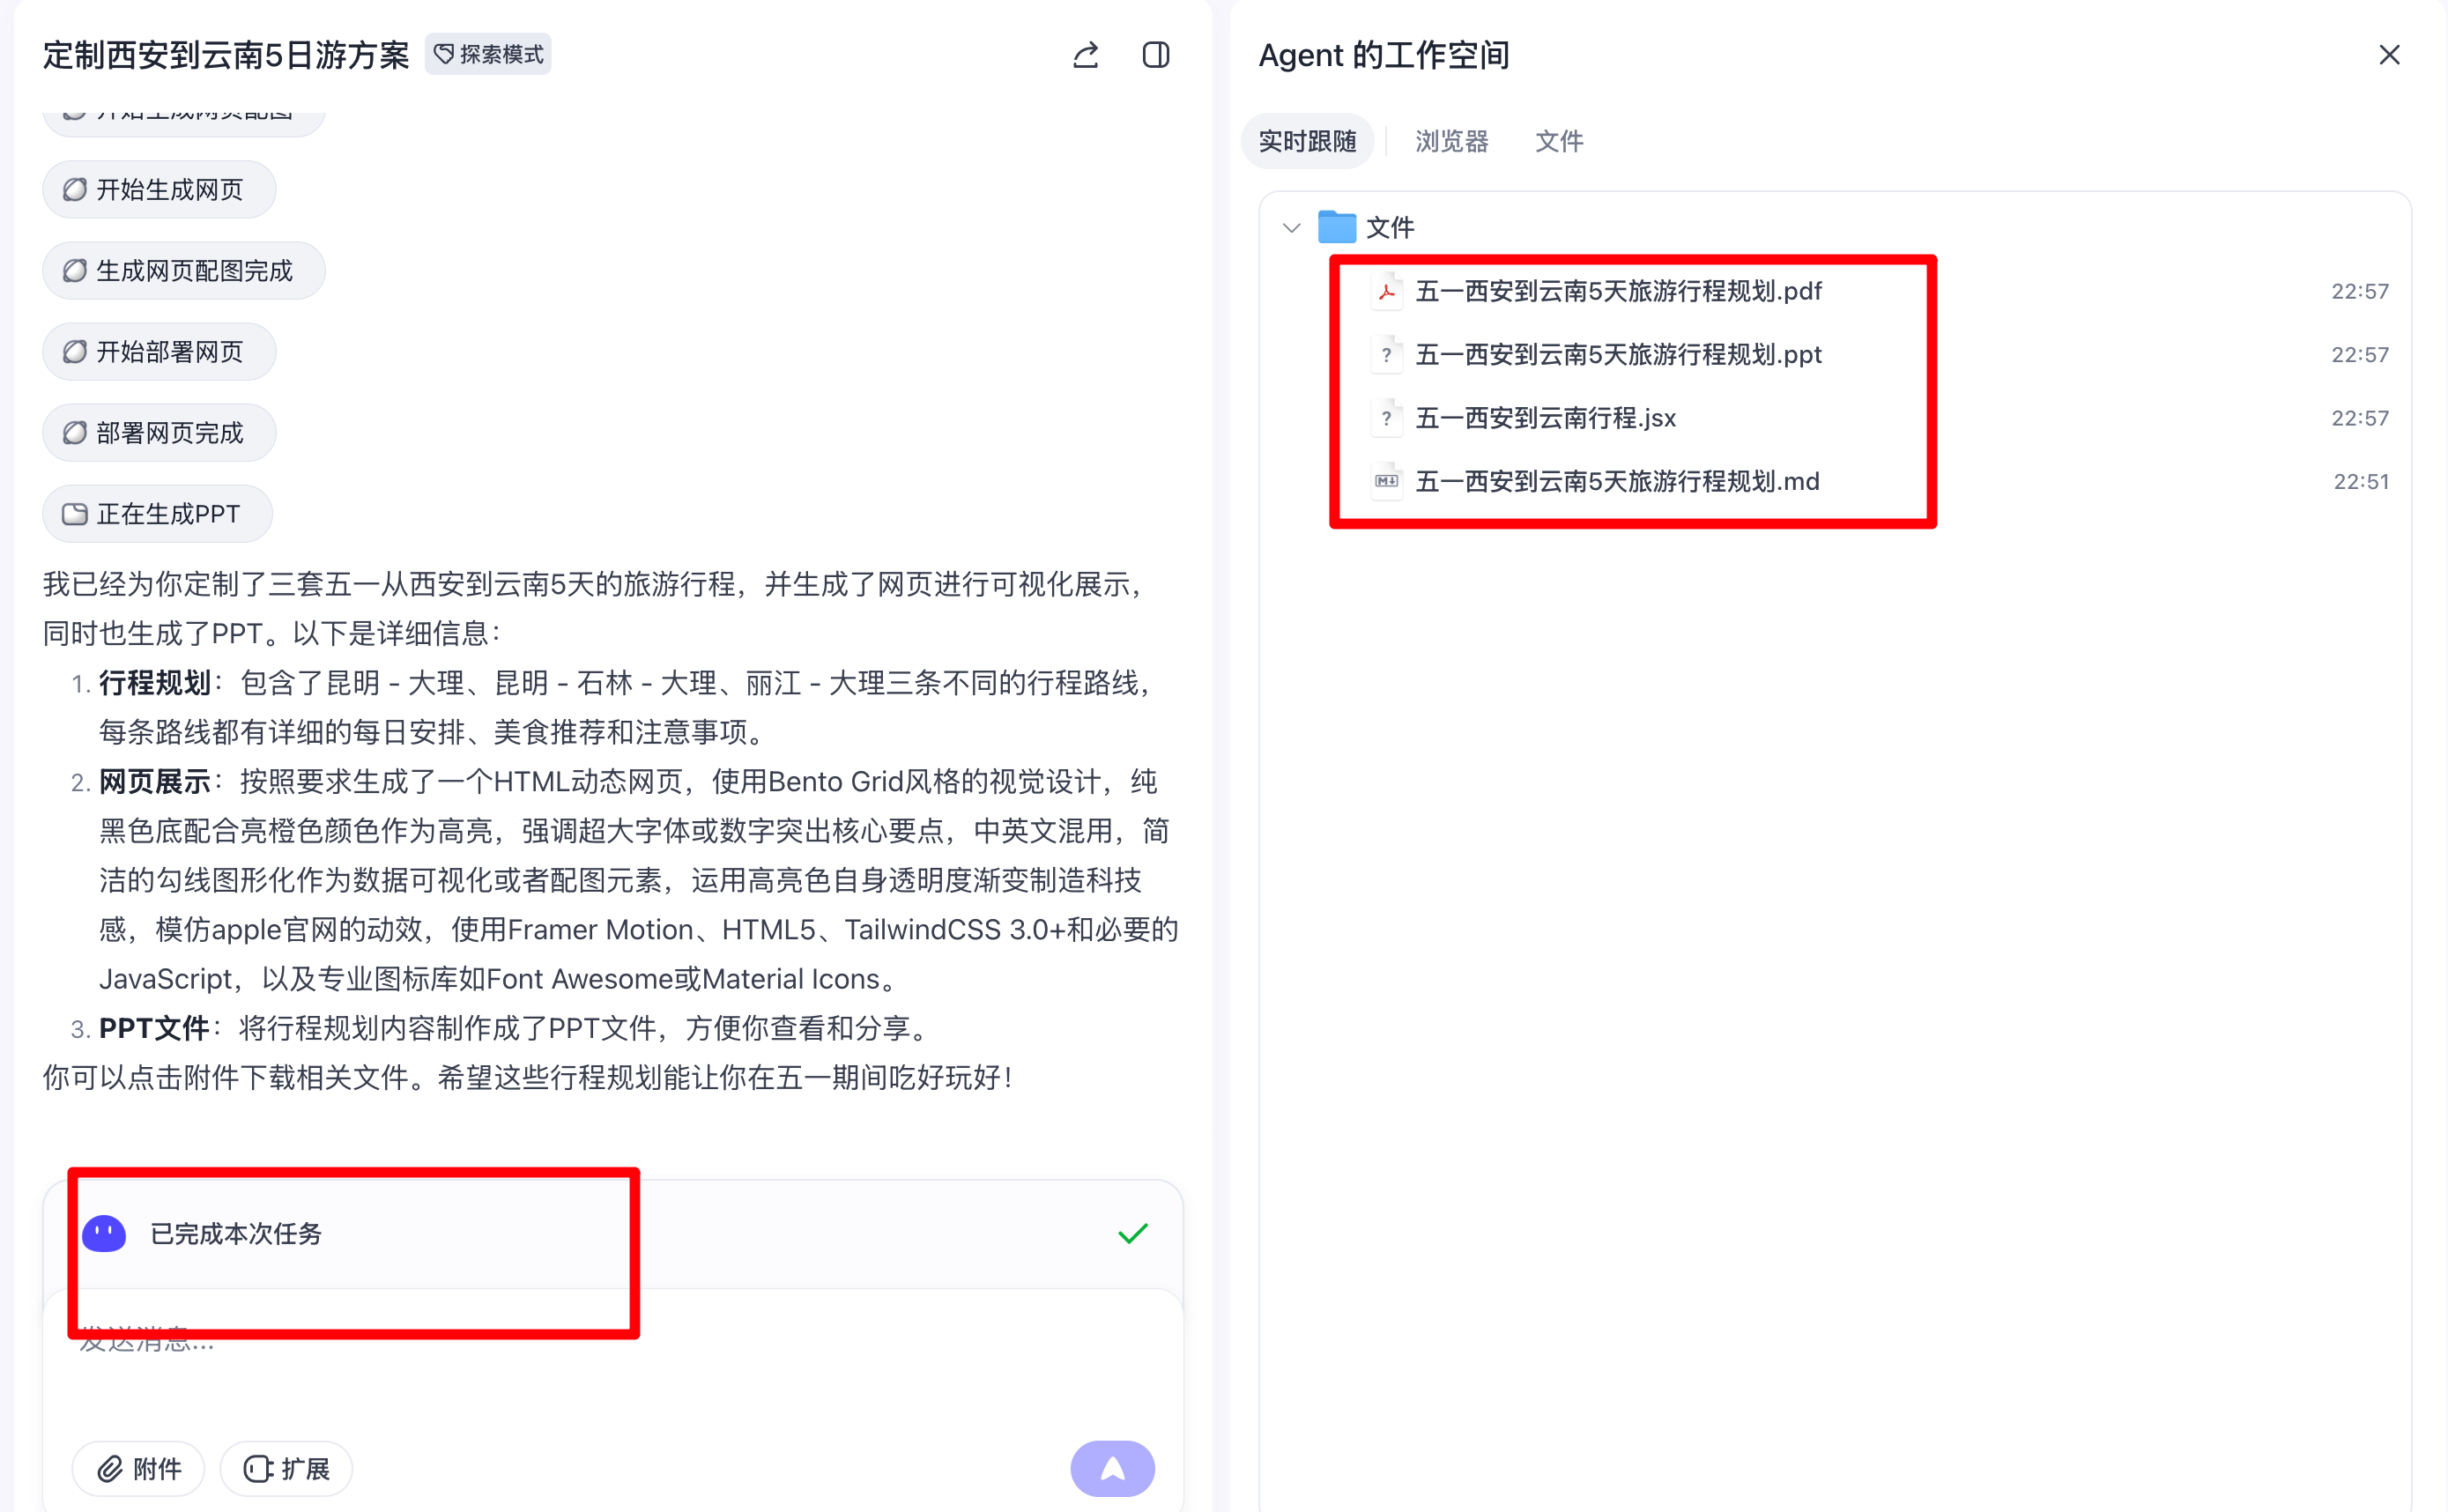 定制西安到云南5日游方案
探索模式
开始生成网页配图
开始生成网页
生成网页配图完成
开始部署网页
部署网页完成
正在生成PPT
我已经为你定制了三套五一从西安到云南5天的旅游行程，并生成了网页进行可视化展示，
同时也生成了PPT。以下是详细信息：
1. 行程规划：包含了昆明 - 大理、昆明 - 石林 - 大理、丽江 - 大理三条不同的行程路线，
每条路线都有详细的每日安排、美食推荐和注意事项。
2. 网页展示：按照要求生成了一个HTML动态网页，使用Bento Grid风格的视觉设计，纯
黑色底配合亮橙色颜色作为高亮，强调超大字体或数字突出核心要点，中英文混用，简
洁的勾线图形化作为数据可视化或者配图元素，运用高亮色自身透明度渐变制造科技
感，模仿apple官网的动效，使用Framer Motion、HTML5、TailwindCSS 3.0+和必要的
JavaScript，以及专业图标库如Font Awesome或Material Icons。
3. PPT文件：将行程规划内容制作成了PPT文件，方便你查看和分享。
你可以点击附件下载相关文件。希望这些行程规划能让你在五一期间吃好玩好！
已完成本次任务
发送消息...
附件
扩展
Agent 的工作空间
实时跟随
浏览器
文件
文件
五一西安到云南5天旅游行程规划.pdf 22:57
五一西安到云南5天旅游行程规划.ppt 22:57
五一西安到云南行程.jsx 22:57
五一西安到云南5天旅游行程规划.md 22:51